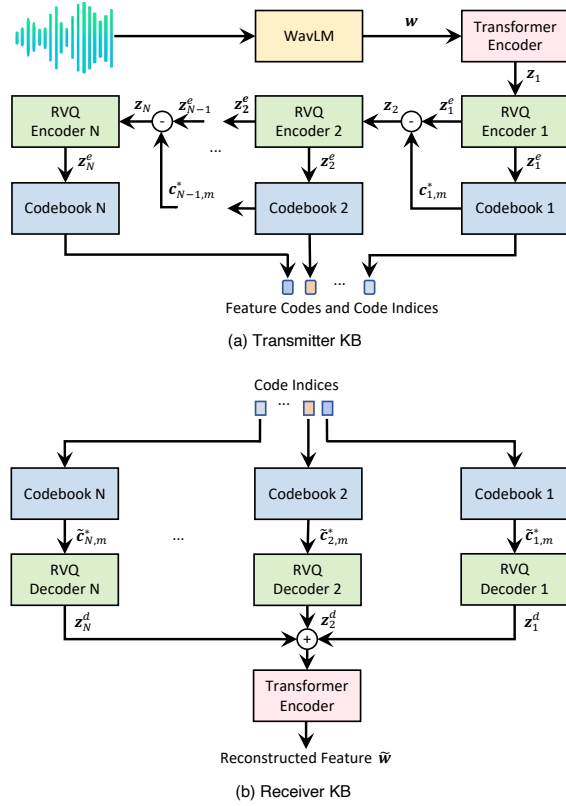 WavLM
w
Transformer
Encoder
z_1
RVQ
Encoder N
z_N
-
z^e_{N-1}
z^e_2
RVQ
Encoder 2
z_2
-
z^e_1
RVQ
Encoder 1
...
z^e_N
z^e_2
z^e_1
c^*_{N-1,m}
c^*_{1,m}
Codebook N
Codebook 2
Codebook 1
...
Feature Codes and Code Indices
(a) Transmitter KB
Code Indices
...
Codebook N
Codebook 2
Codebook 1
c̃^*_{N,m}
...
c̃^*_{2,m}
c̃^*_{1,m}
RVQ
Decoder N
RVQ
Decoder 2
RVQ
Decoder 1
z^d_N
z^d_2
z^d_1
+
Transformer
Encoder
Reconstructed Feature w̃
(b) Receiver KB